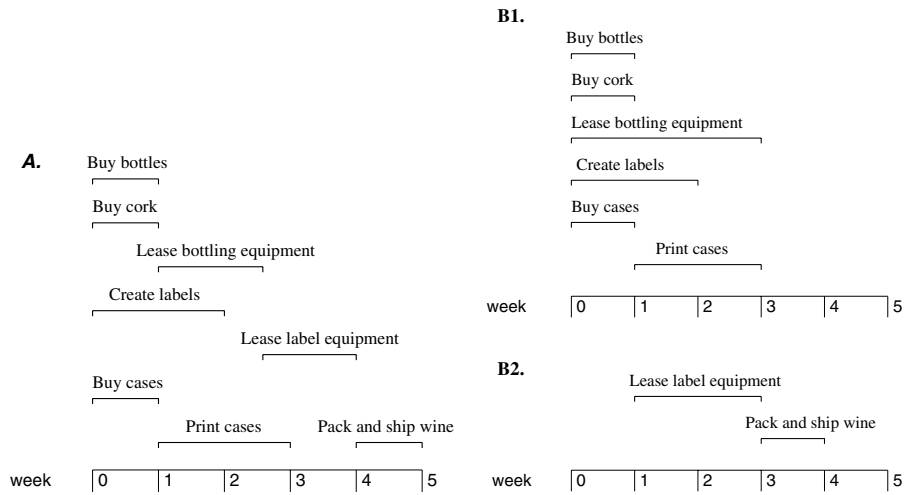 A.
Buy bottles
Buy cork
Lease bottling equipment
Create labels
Lease label equipment
Buy cases
Print cases Pack and ship wine
week 0 1 2 3 4 5
B1.
Buy bottles
Buy cork
Lease bottling equipment
Create labels
Buy cases
Print cases
week 0 1 2 3 4 5
B2.
Lease label equipment
Pack and ship wine
week 0 1 2 3 4 5